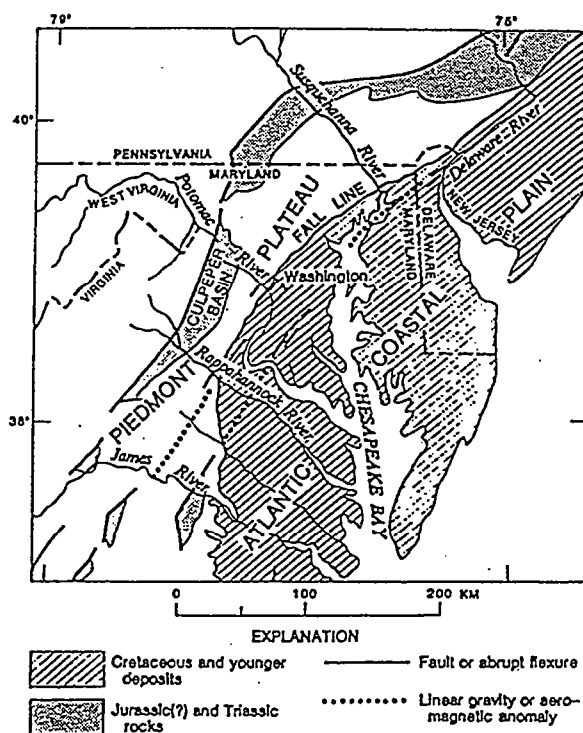 79°
75°
40°
38°
Susquehanna
River
PENNSYLVANIA
MARYLAND
WEST VIRGINIA
VIRGINIA
Potomac
River
PLATEAU
FALL LINE
Delaware River
DELAWARE
MARYLAND
NEW JERSEY
PLAIN
Washington
CULPEPER
BASIN
COASTAL
PIEDMONT
Rappahannock River
CHESAPEAKE BAY
James
River
ATLANTIC
0 100 200 KM
EXPLANATION
Cretaceous and younger
deposits
Fault or abrupt flexure
Jurassic(?) and Triassic
rocks
Linear gravity or aero-
magnetic anomaly